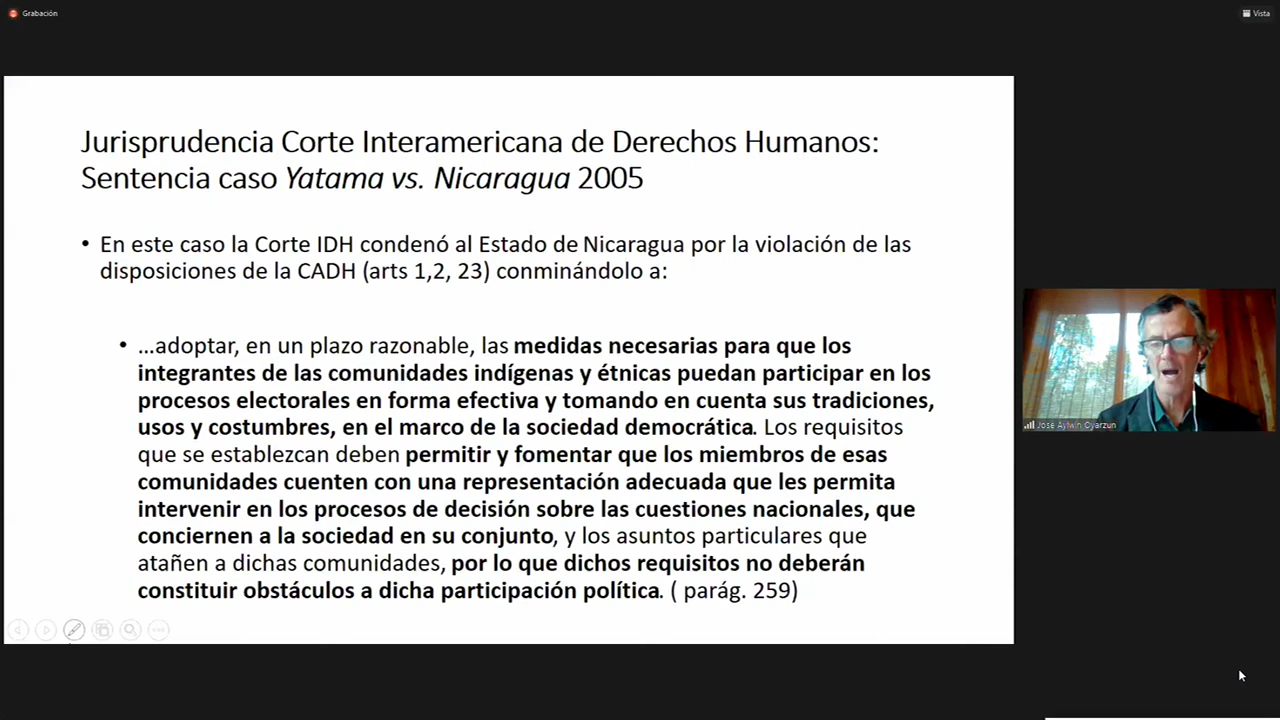 Grabación
Vista
Jurisprudencia Corte Interamericana de Derechos Humanos:
Sentencia caso Yatama vs. Nicaragua 2005
• En este caso la Corte IDH condenó al Estado de Nicaragua por la violación de las
disposiciones de la CADH (arts 1,2, 23) conminándolo a:
• …adoptar, en un plazo razonable, las medidas necesarias para que los
integrantes de las comunidades indígenas y étnicas puedan participar en los
procesos electorales en forma efectiva y tomando en cuenta sus tradiciones,
usos y costumbres, en el marco de la sociedad democrática. Los requisitos
que se establezcan deben permitir y fomentar que los miembros de esas
comunidades cuenten con una representación adecuada que les permita
intervenir en los procesos de decisión sobre las cuestiones nacionales, que
conciernen a la sociedad en su conjunto, y los asuntos particulares que
atañen a dichas comunidades, por lo que dichos requisitos no deberán
constituir obstáculos a dicha participación política. ( parág. 259)
Jose Aylwin Oyarzun